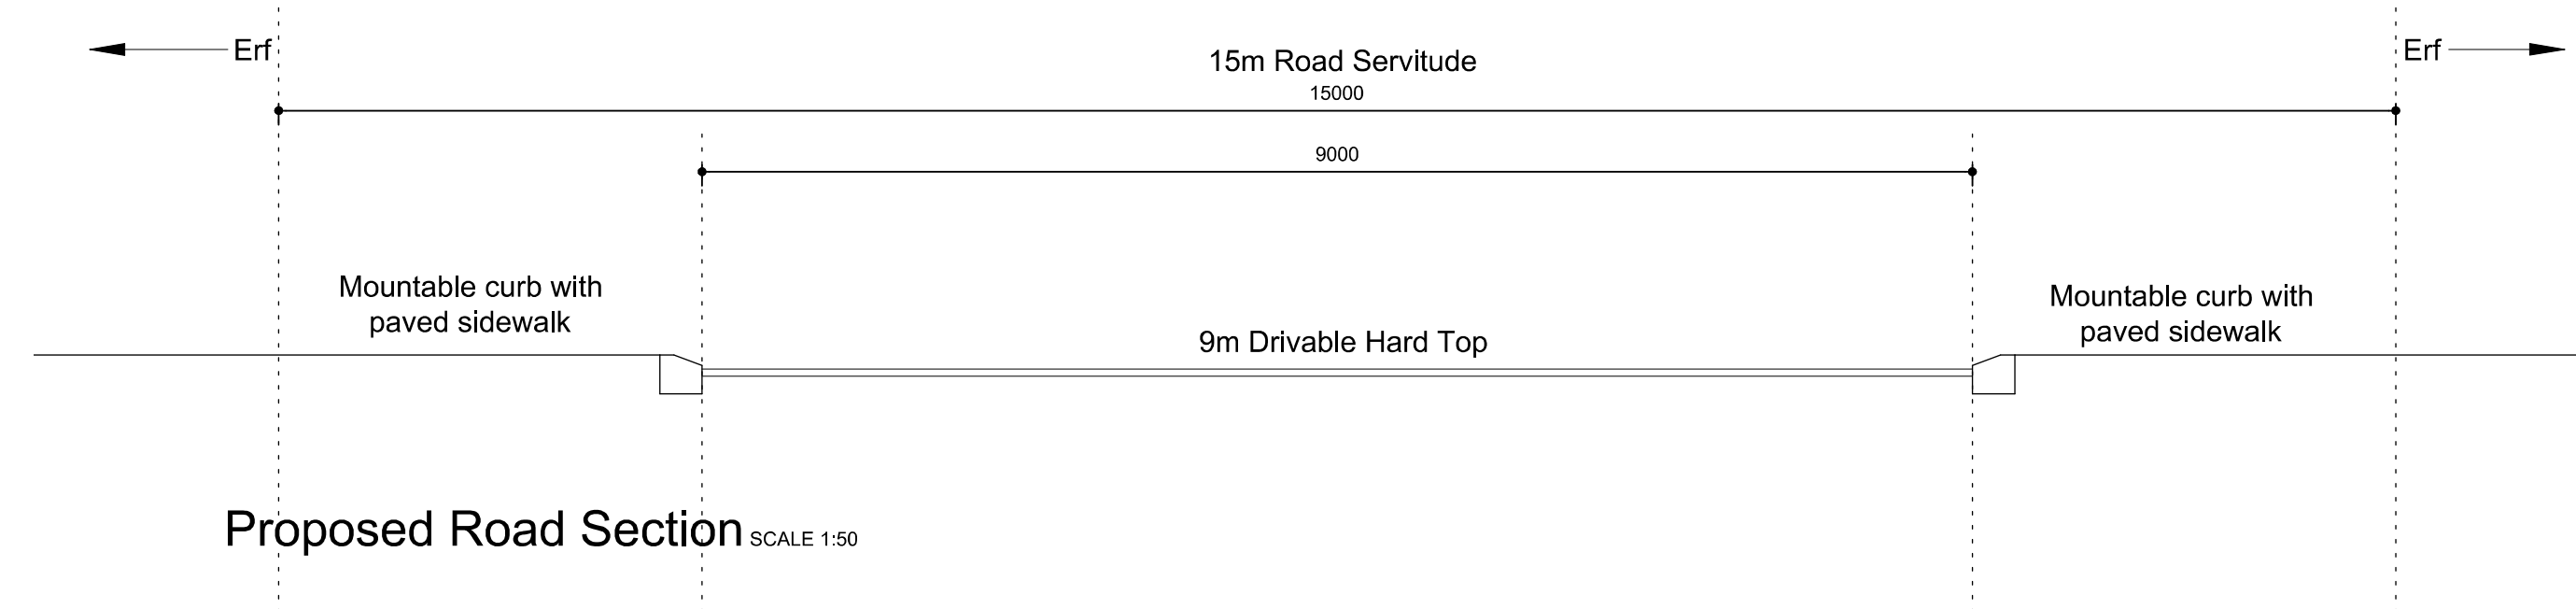 Erf
15m Road Servitude
Erf
15000
9000
Mountable curb with
paved sidewalk
Mountable curb with
paved sidewalk
9m Drivable Hard Top
Proposed Road Section SCALE 1:50